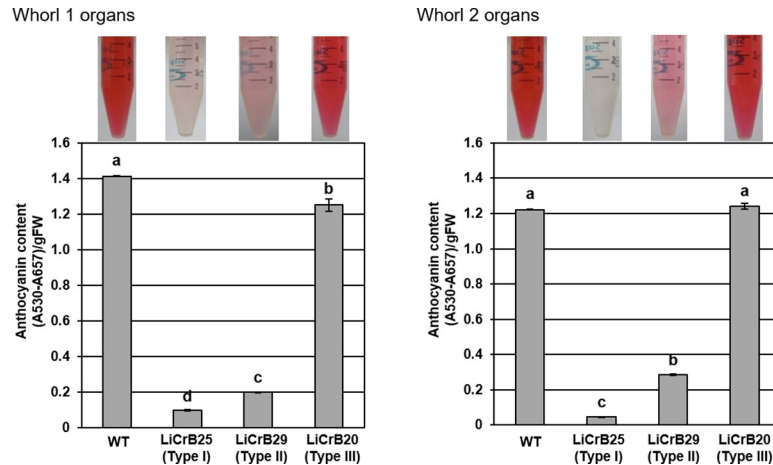 Whorl 1 organs
Whorl 2 organs
1.6
1.4
1.2
1.0
0.8
0.6
0.4
0.2
0
Anthocyanin content
(A530-A657)/gFW
a
d
c
b
WT
LiCrB25
(Type I)
LiCrB29
(Type II)
LiCrB20
(Type III)
1.6
1.4
1.2
1.0
0.8
0.6
0.4
0.2
0
Anthocyanin content
(A530-A657)/gFW
a
c
b
a
WT
LiCrB25
(Type I)
LiCrB29
(Type II)
LiCrB20
(Type III)